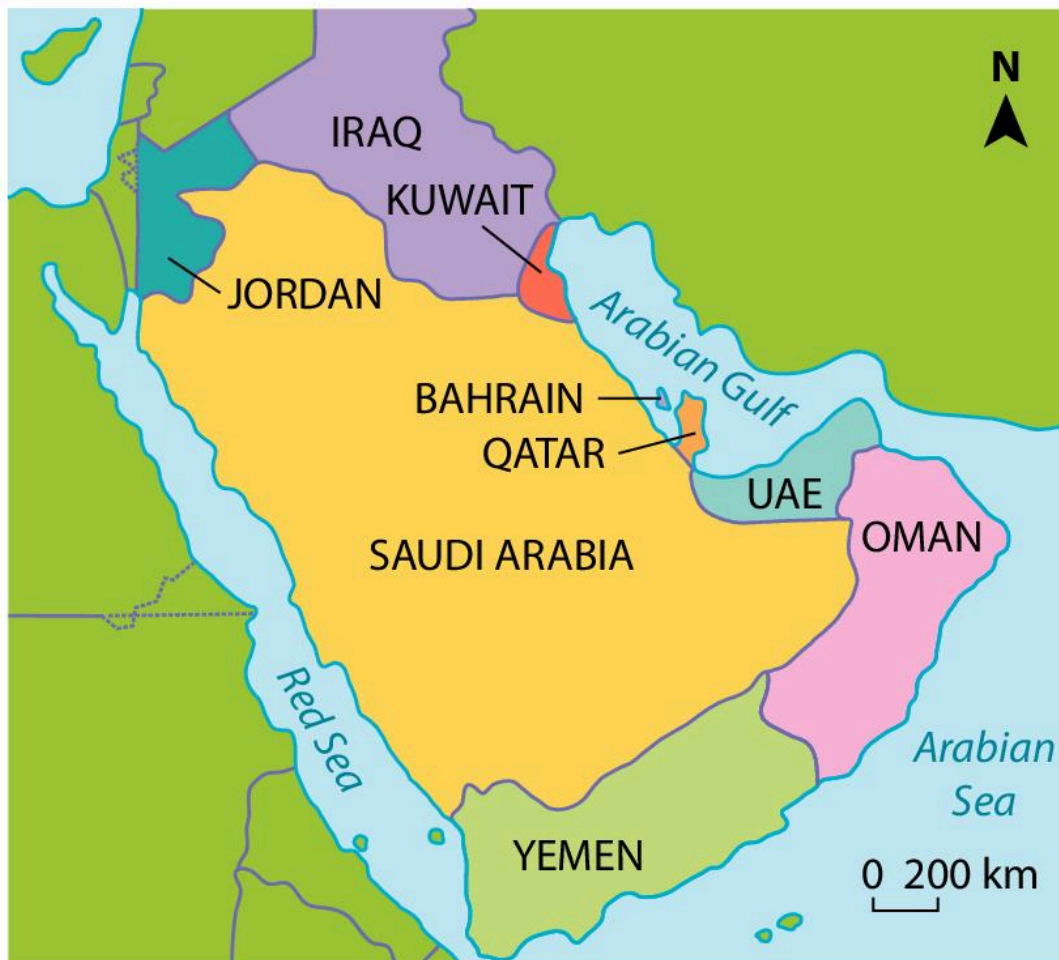 N
IRAQ
KUWAIT
JORDAN
Arabian Gulf
BAHRAIN
QATAR
UAE
OMAN
SAUDI ARABIA
Red Sea
Arabian
Sea
YEMEN
0 200 km